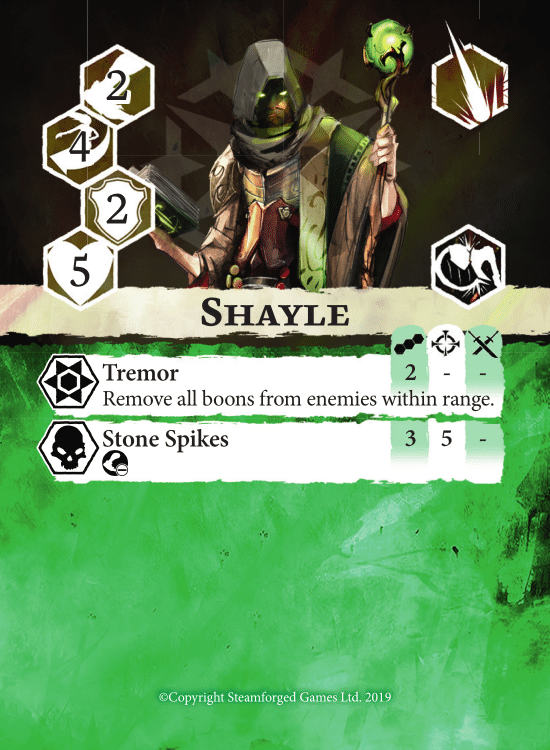 2
4
2
5
SHAYLE
Tremor 2 - -
Remove all boons from enemies within range.
Stone Spikes 3 5 -
©Copyright Steamforged Games Ltd. 2019